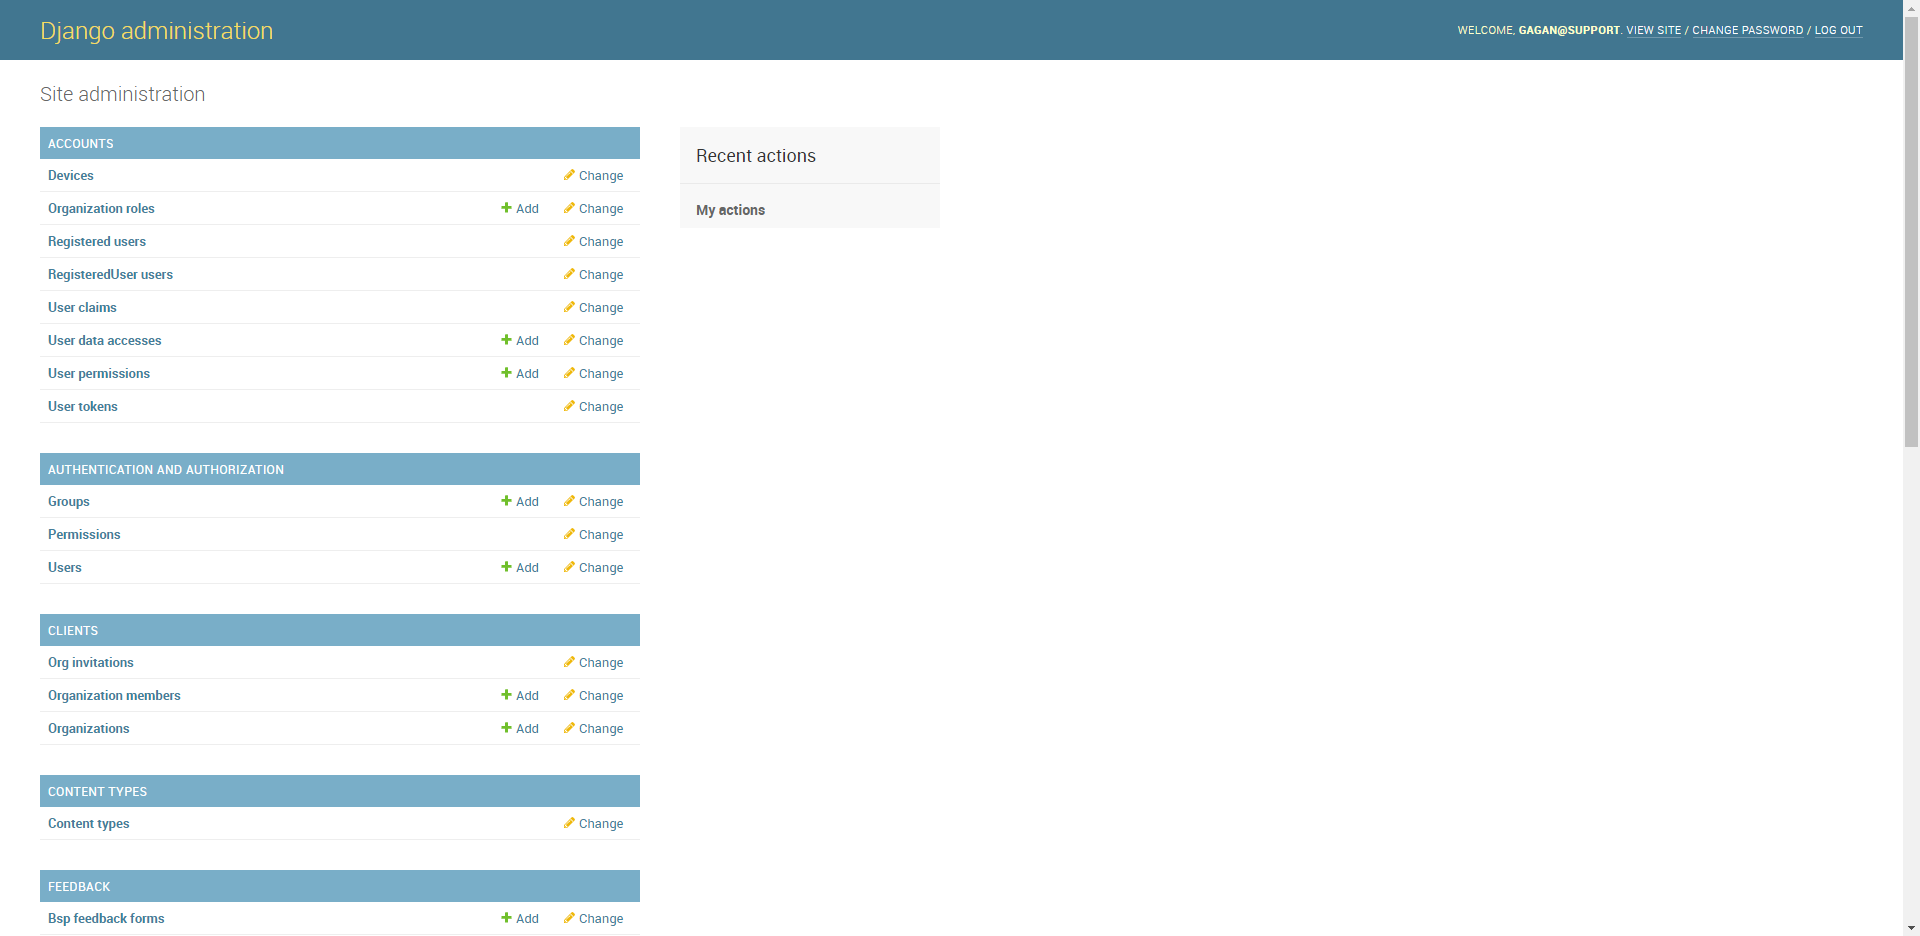 Django administration
WELCOME, GAGAN@SUPPORT. VIEW SITE / CHANGE PASSWORD / LOG OUT
Site administration
ACCOUNTS
Devices Change
Organization roles Add Change
Registered users Change
RegisteredUser users Change
User claims Change
User data accesses Add Change
User permissions Add Change
User tokens Change
AUTHENTICATION AND AUTHORIZATION
Groups Add Change
Permissions Change
Users Add Change
CLIENTS
Org invitations Change
Organization members Add Change
Organizations Add Change
CONTENT TYPES
Content types Change
FEEDBACK
Bsp feedback forms Add Change
Recent actions
My actions